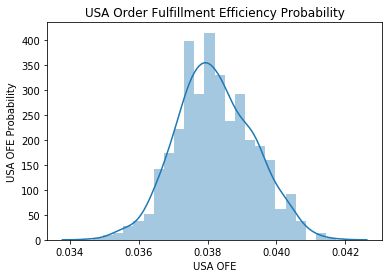 USA Order Fulfillment Efficiency Probability
USA OFE Probability
400
350
300
250
200
150
100
50
0
0.034 0.036 0.038 0.040 0.042
USA OFE